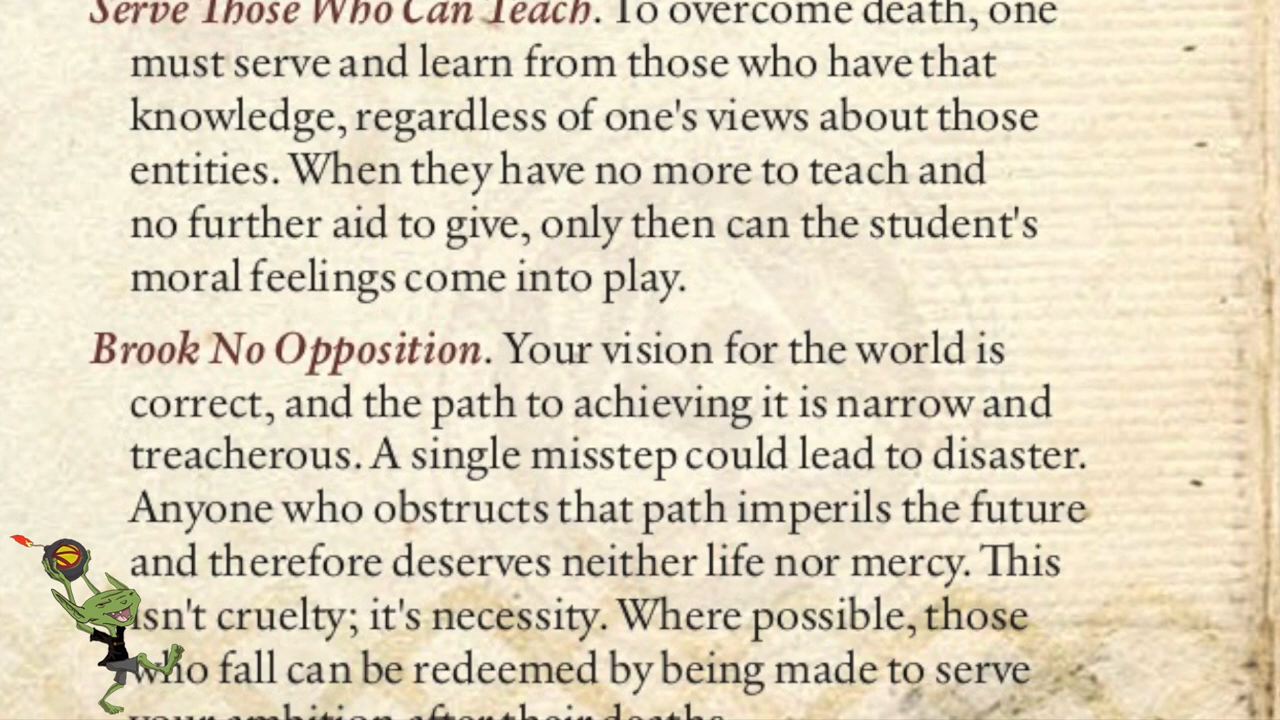 Serve Those Who Can Teach. To overcome death, one
must serve and learn from those who have that
knowledge, regardless of one's views about those
entities. When they have no more to teach and
no further aid to give, only then can the student's
moral feelings come into play.
Brook No Opposition. Your vision for the world is
correct, and the path to achieving it is narrow and
treacherous. A single misstep could lead to disaster.
Anyone who obstructs that path imperils the future
and therefore deserves neither life nor mercy. This
isn't cruelty; it's necessity. Where possible, those
who fall can be redeemed by being made to serve
your ambition after their deaths.